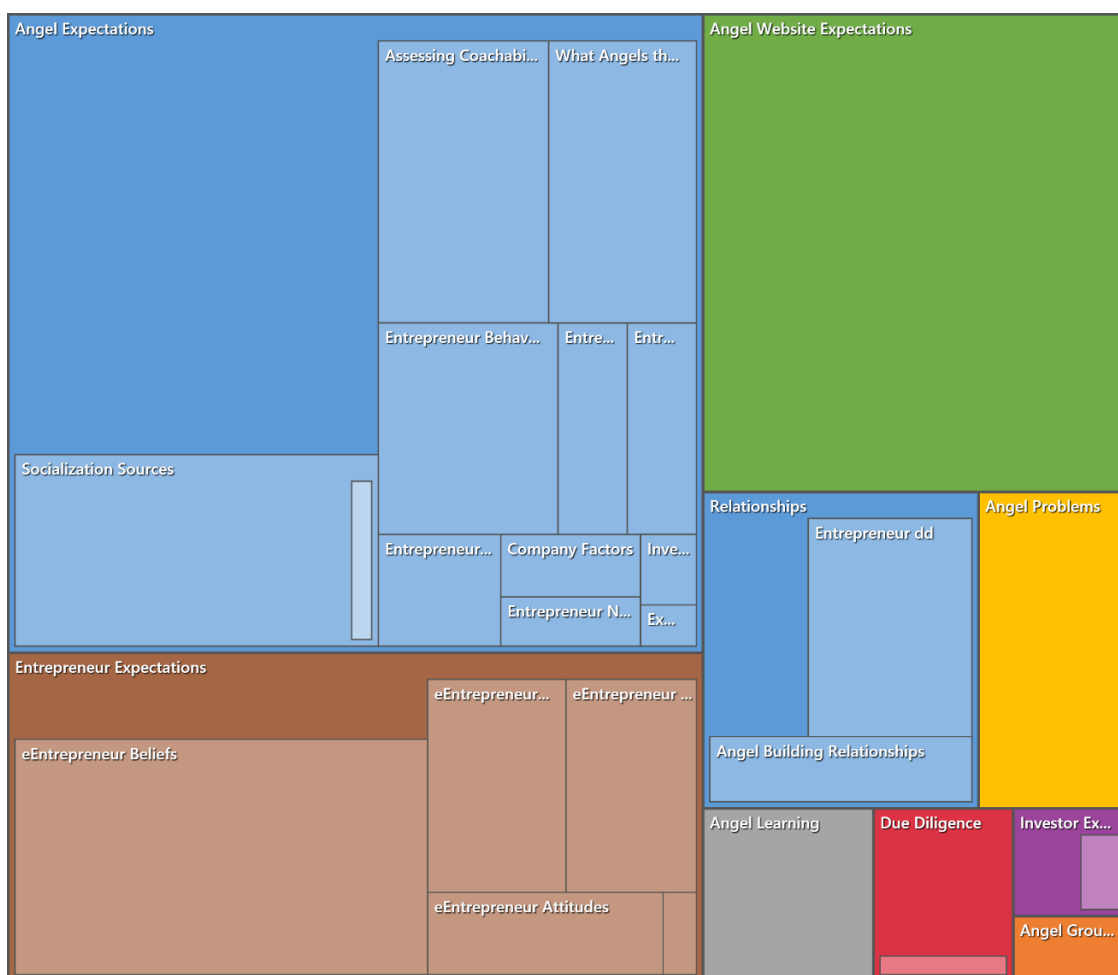 Angel Expectations
Assessing Coachabi...
What Angels th...
Entrepreneur Behav...
Entre...
Entr...
Socialization Sources
Entrepreneur...
Company Factors
Inve...
Entrepreneur N...
Ex...
Entrepreneur Expectations
eEntrepreneur Beliefs
eEntrepreneur...
eEntrepreneur ...
eEntrepreneur Attitudes
Angel Website Expectations
Relationships
Entrepreneur dd
Angel Building Relationships
Angel Problems
Angel Learning
Due Diligence
Investor Ex...
Angel Grou...